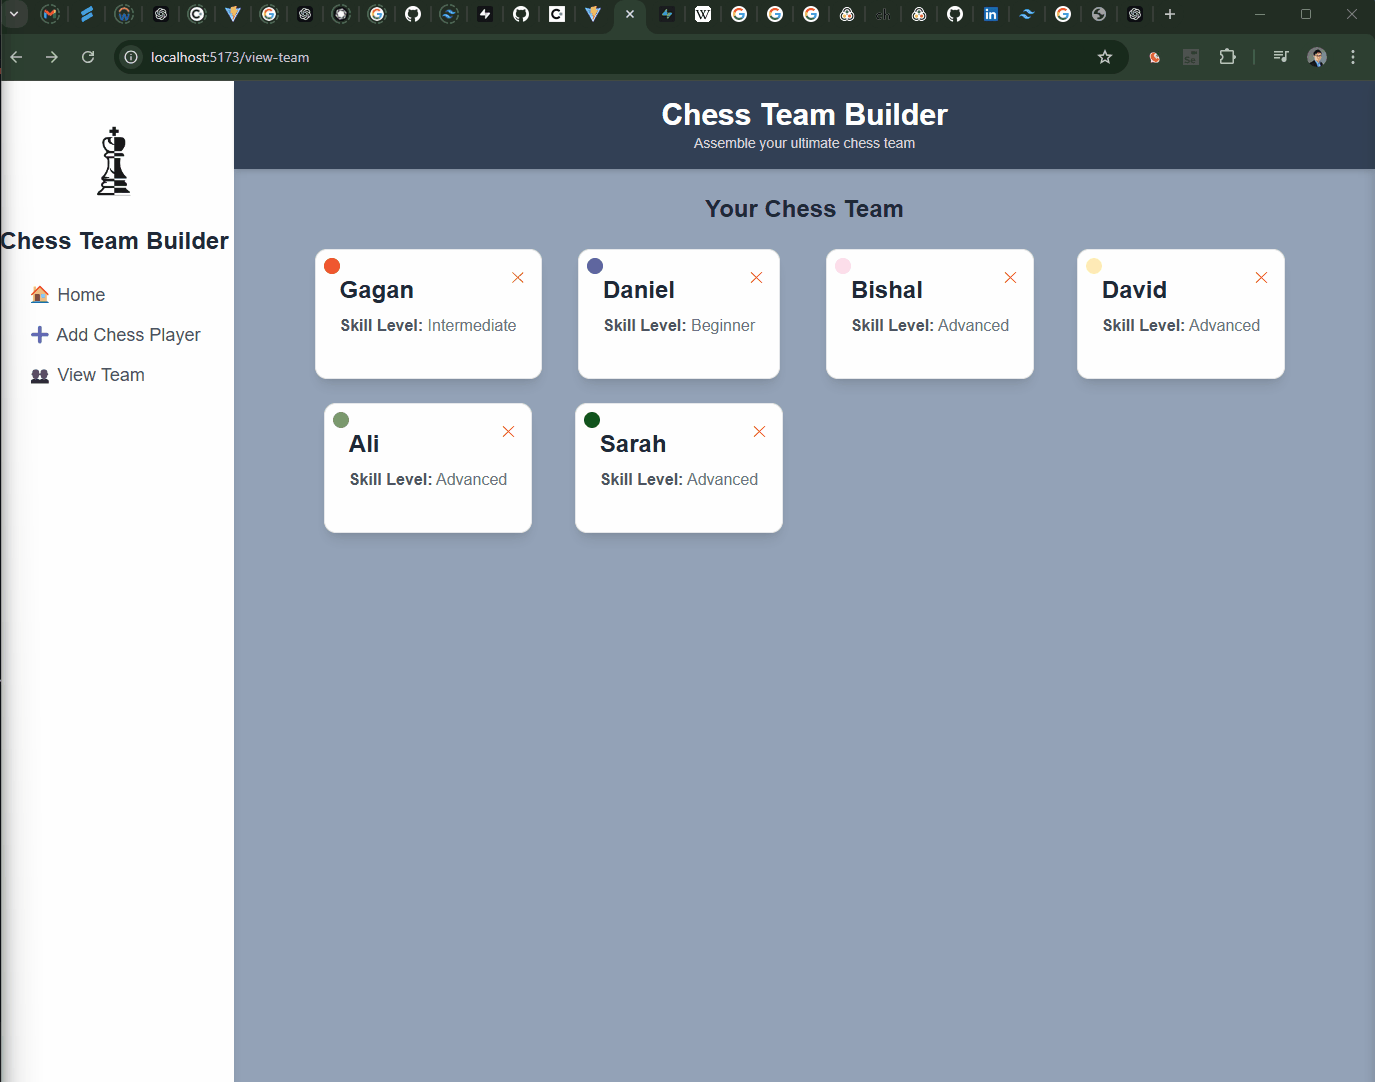 localhost:5173/view-team
Chess Team Builder
Home
Add Chess Player
View Team
Chess Team Builder
Assemble your ultimate chess team
Your Chess Team
Gagan
Skill Level: Intermediate
Daniel
Skill Level: Beginner
Bishal
Skill Level: Advanced
David
Skill Level: Advanced
Ali
Skill Level: Advanced
Sarah
Skill Level: Advanced